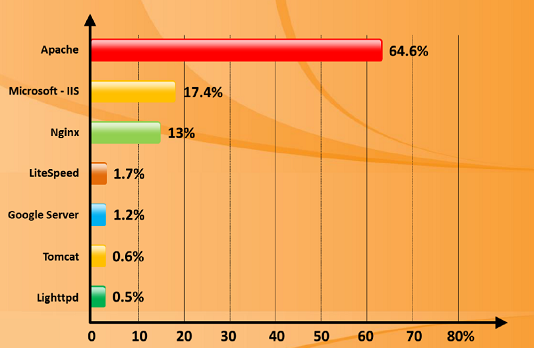 Apache 64.6%
Microsoft - IIS 17.4%
Nginx 13%
LiteSpeed 1.7%
Google Server 1.2%
Tomcat 0.6%
Lighttpd 0.5%
0 10 20 30 40 50 60 70 80%